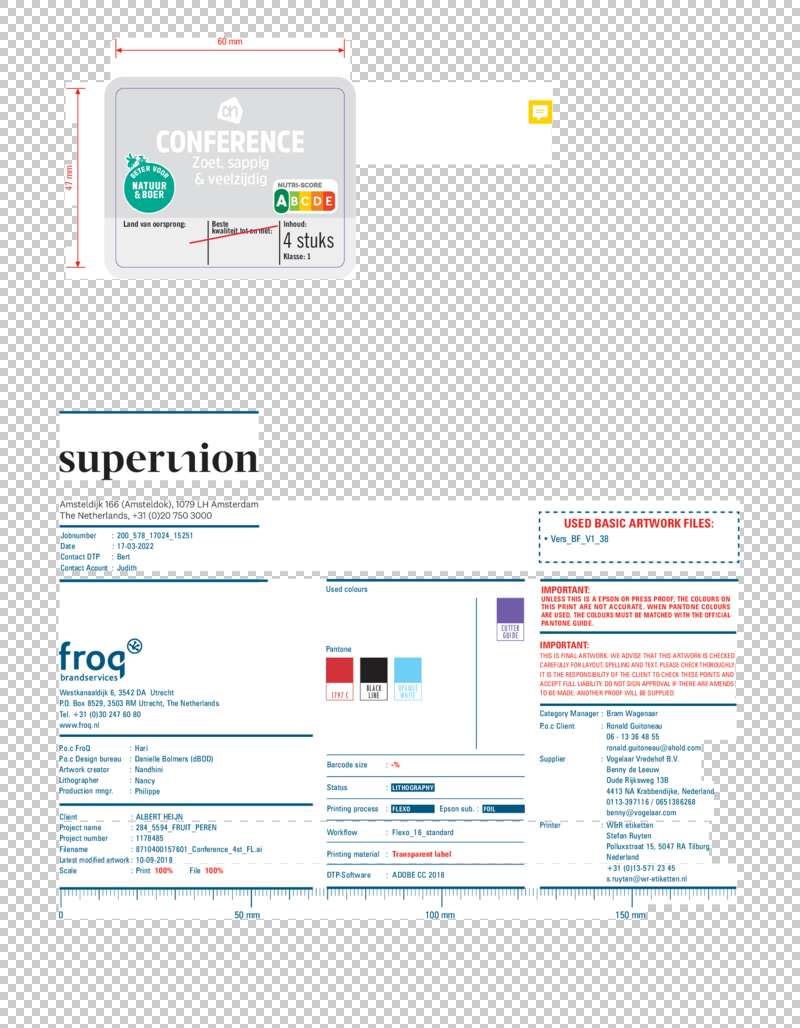 60 mm
47 mm
ah
CONFERENCE
Zoet, sappig
& veelzijdig
BETER VOOR
NATUUR
& BOER
NUTRI-SCORE
A B C D E
Land van oorsprong:
Beste
kwaliteit tot en met:
Inhoud:
4 stuks
Klasse: 1
superunion
Amsteldijk 166 (Amsteldok), 1079 LH Amsterdam
The Netherlands, +31 (0)20 750 3000
Jobnumber : 200_578_17024_15251
Date : 17-03-2022
Contact DTP : Bert
Contact Acount : Judith
USED BASIC ARTWORK FILES:
• Vers_BF_V1_38
froq
brandservices
Westkanaaldijk 6, 3542 DA Utrecht
P.O. Box 8529, 3503 RM Utrecht, The Netherlands
Tel. +31 (0)30 247 60 80
www.froq.nl
P.o.c FroQ : Hari
P.o.c Design bureau : Danielle Bolmers (dBOD)
Artwork creator : Nandhini
Lithographer : Nancy
Production mngr. : Philippe
Client : ALBERT HEIJN
Project name : 284_5594_FRUIT_PEREN
Project number : 1178485
Filename : 8710400157601_Conference_4st_FL.ai
Latest modified artwork : 10-09-2018
Scale : Print 100% File 100%
Used colours
CUTTER
GUIDE
Pantone
1797 C
BLACK
LINE
OPAQUE
WHITE
Barcode size : -%
Status : LITHOGRAPHY
Printing process : FLEXO Epson sub. : FOIL
Workflow : Flexo_16_standard
Printing material : Transparent label
DTP-Software : ADOBE CC 2018
IMPORTANT:
UNLESS THIS IS A EPSON OR PRESS PROOF, THE COLOURS ON
THIS PRINT ARE NOT ACCURATE. WHEN PANTONE COLOURS
ARE USED, THE COLOURS MUST BE MATCHED WITH THE OFFICIAL
PANTONE GUIDE.
IMPORTANT:
THIS IS FINAL ARTWORK. WE ADVISE THAT THIS ARTWORK IS CHECKED
CAREFULLY FOR LAYOUT, SPELLING AND TEXT. PLEASE CHECK THOROUGHLY.
IT IS THE RESPONSIBILITY OF THE CLIENT TO CHECK THESE POINTS AND
ACCEPT FULL LIABILITY. DO NOT SIGN APPROVAL IF THERE ARE AMENDS
TO BE MADE: ANOTHER PROOF WILL BE SUPPLIED.
Category Manager : Bram Wagenaar
P.o.c Client : Ronald Guitoneau
06 - 13 36 48 55
ronald.guitoneau@ahold.com
Supplier : Vogelaar Vredehof B.V.
Benny de Leeuw
Oude Rijksweg 13B
4413 NA Krabbendijke, Nederland
0113-397116 / 0651366268
benny@vogelaar.com
Printer : W&R etiketten
Stefan Ruyten
Polluxstraat 15, 5047 RA Tilburg
Nederland
+31 (0)13-571 23 45
s.ruyten@wr-etiketten.nl
0 50 mm 100 mm 150 mm